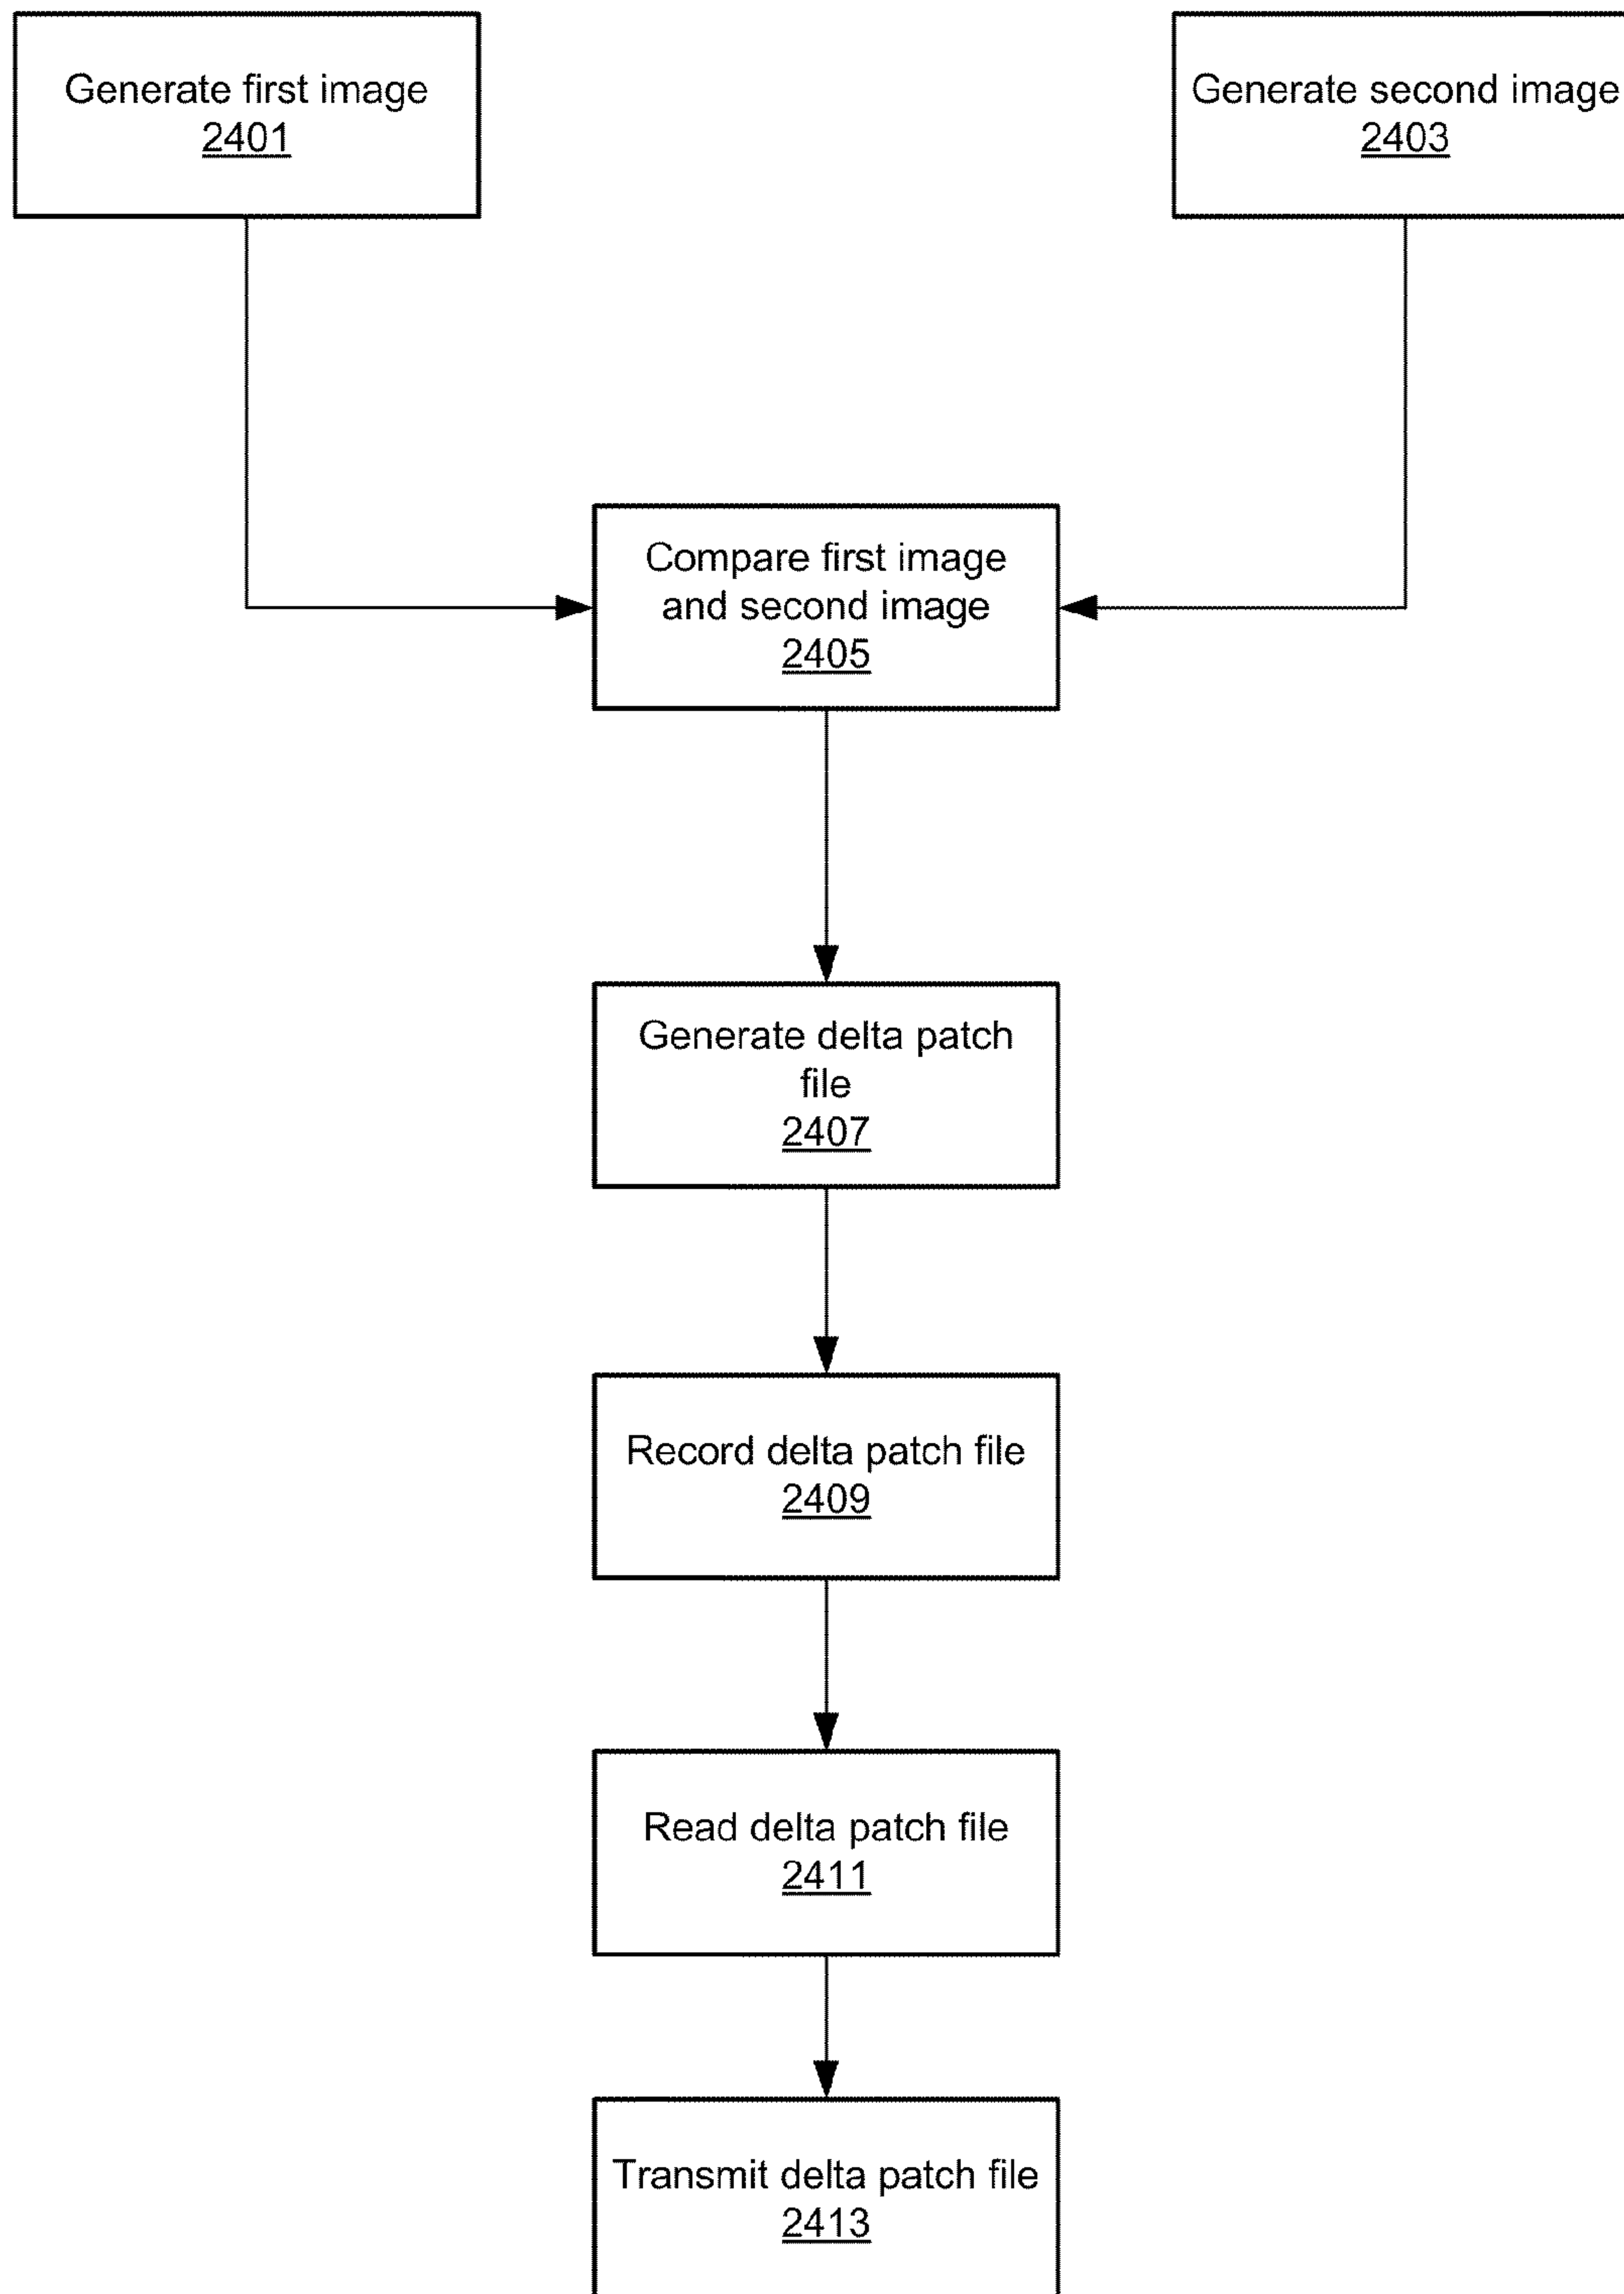 Generate first image
2401
Generate second image
2403
Compare first image
and second image
2405
Generate delta patch
file
2407
Record delta patch file
2409
Read delta patch file
2411
Transmit delta patch file
2413